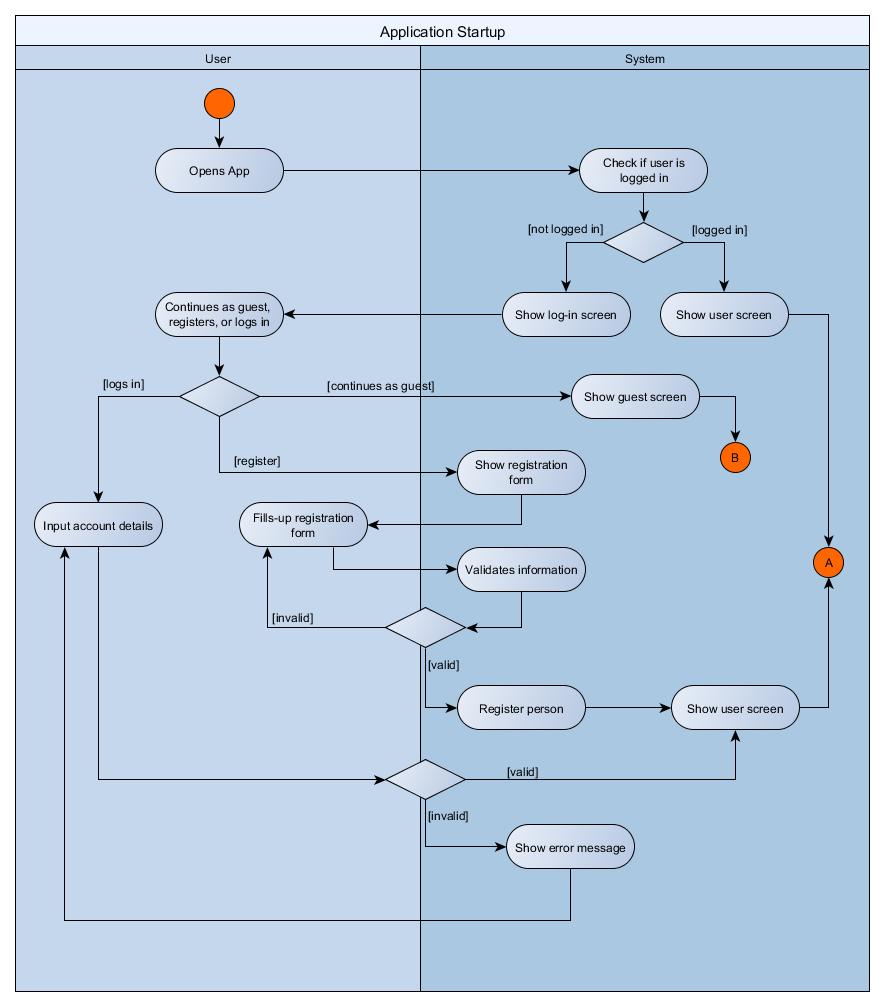 Application Startup
User
System
Opens App
Check if user is
logged in
[not logged in]
[logged in]
Continues as guest,
registers, or logs in
Show log-in screen
Show user screen
[logs in]
[continues as guest]
Show guest screen
B
[register]
Show registration
form
Input account details
Fills-up registration
form
A
Validates information
[invalid]
[valid]
Register person
Show user screen
[valid]
[invalid]
Show error message